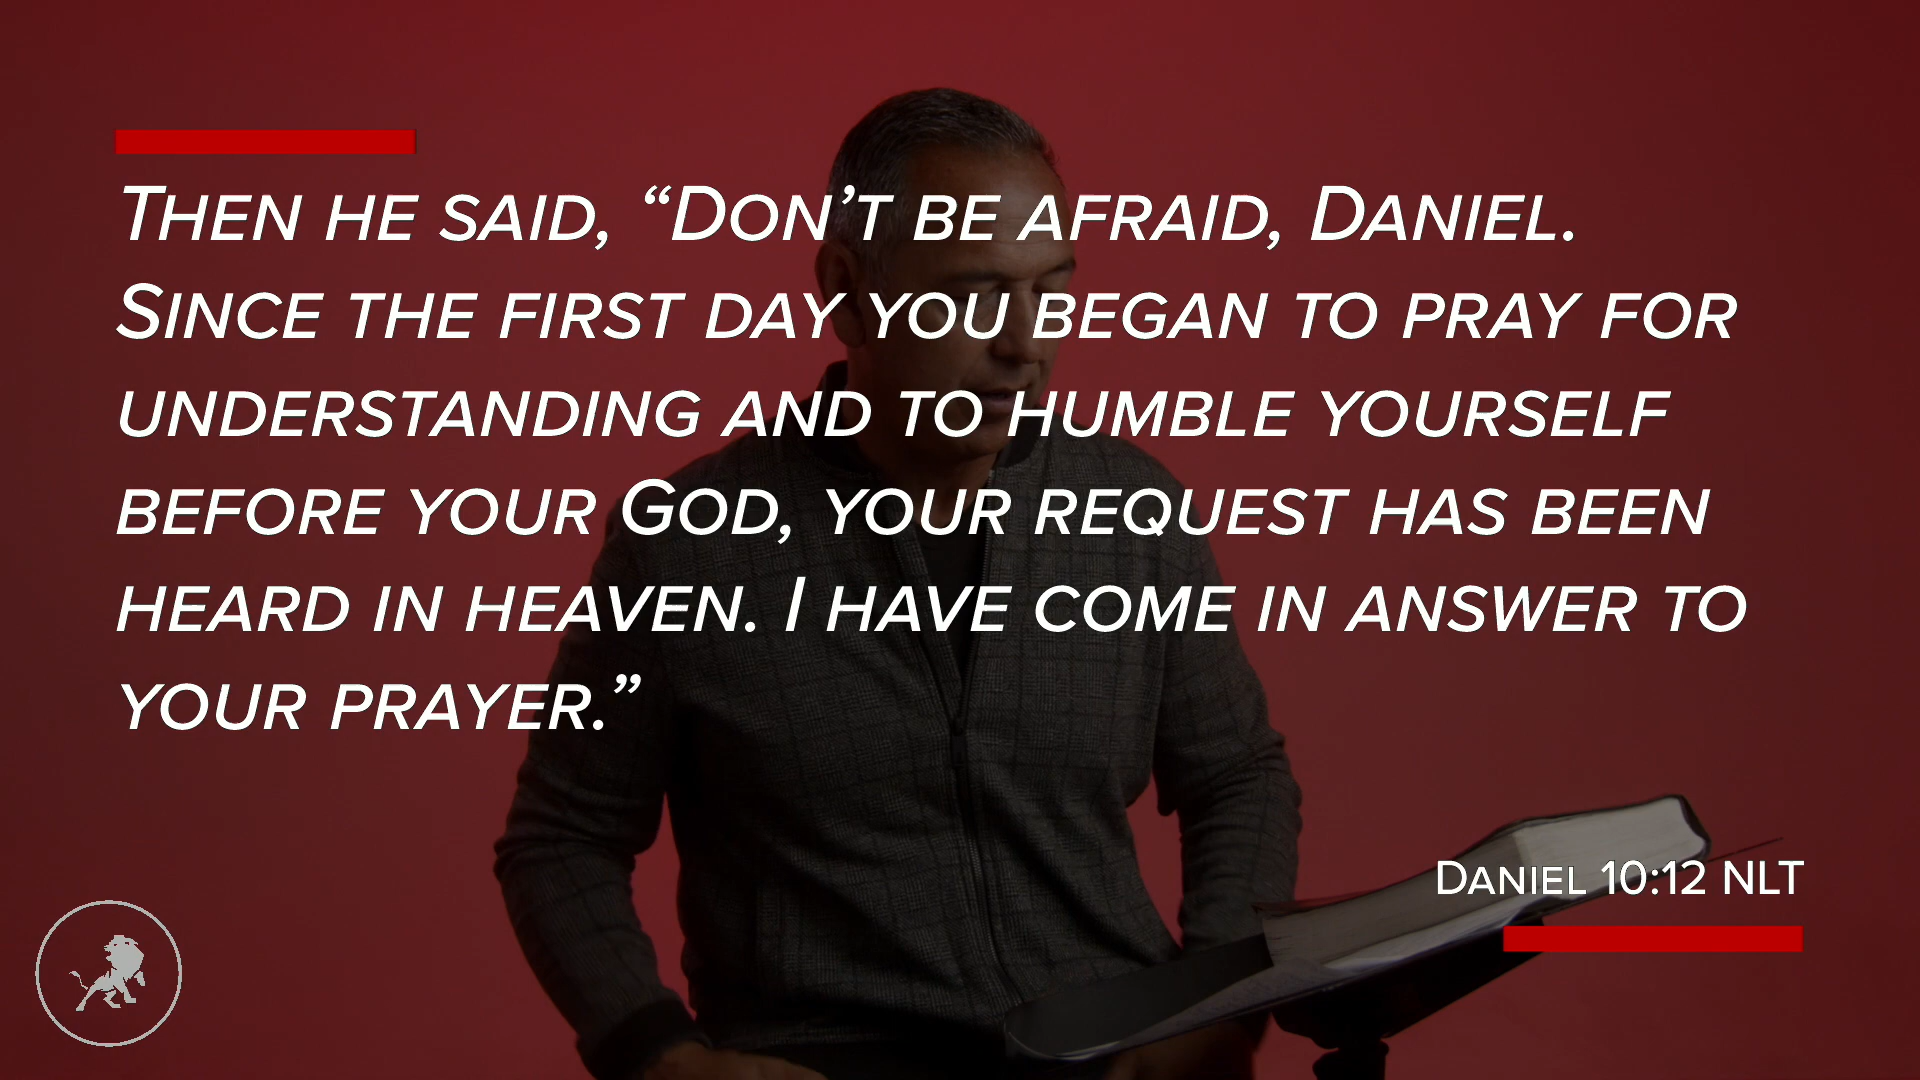 Then he said, “Don’t be afraid, Daniel.
Since the first day you began to pray for
understanding and to humble yourself
before your God, your request has been
heard in heaven. I have come in answer to
your prayer.”
Daniel 10:12 NLT